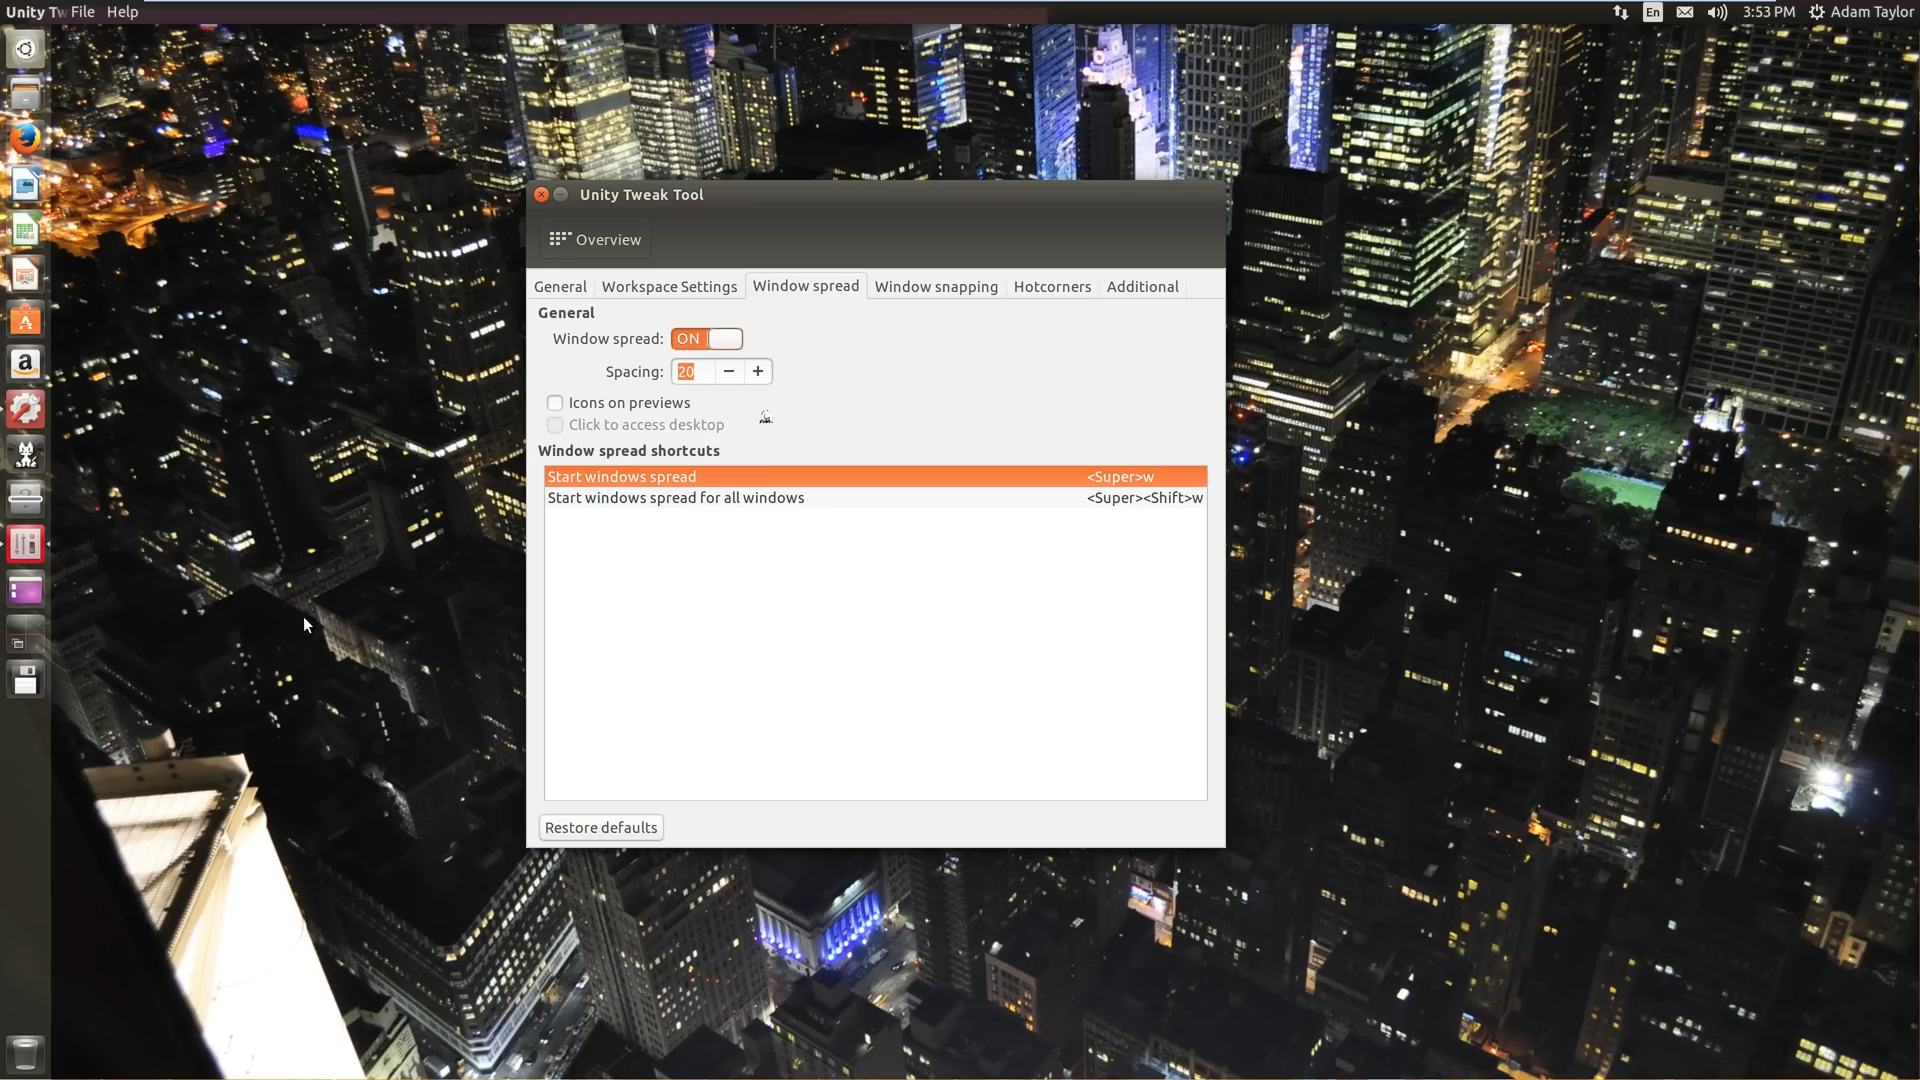 Unity Tw File Help
En 3:53 PM Adam Taylor
Unity Tweak Tool
Overview
General Workspace Settings Window spread Window snapping Hotcorners Additional
General
Window spread: ON
Spacing: 20 − +
Icons on previews
Click to access desktop
Window spread shortcuts
Start windows spread <Super>w
Start windows spread for all windows <Super><Shift>w
Restore defaults